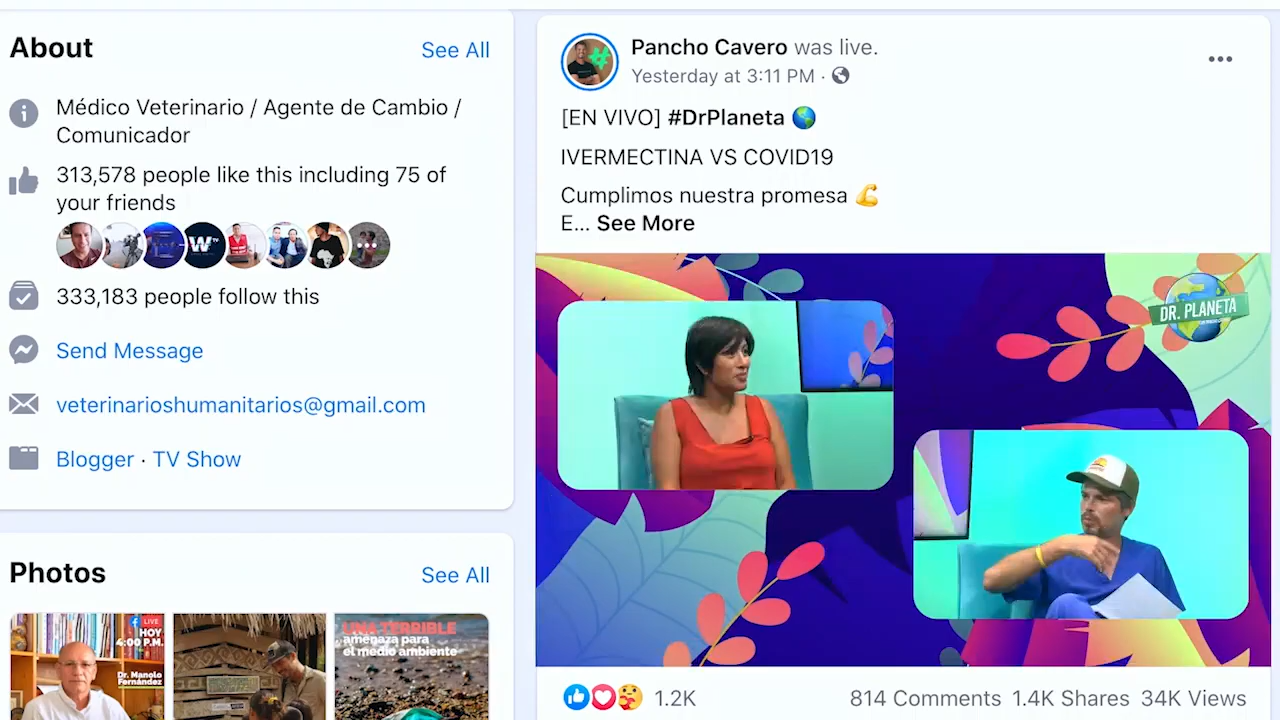 About
See All
Médico Veterinario / Agente de Cambio /
Comunicador
313,578 people like this including 75 of
your friends
W TV
333,183 people follow this
Send Message
veterinarioshumanitarios@gmail.com
Blogger · TV Show
Photos
See All
LIVE
HOY
4:00 P.M.
Dr. Manolo
Fernández
UNA TERRIBLE
amenaza para
el medio ambiente
Pancho Cavero was live.
Yesterday at 3:11 PM ·
[EN VIVO] #DrPlaneta 🌎
IVERMECTINA VS COVID19
Cumplimos nuestra promesa 💪
E... See More
DR. PLANETA
1.2K
814 Comments 1.4K Shares 34K Views